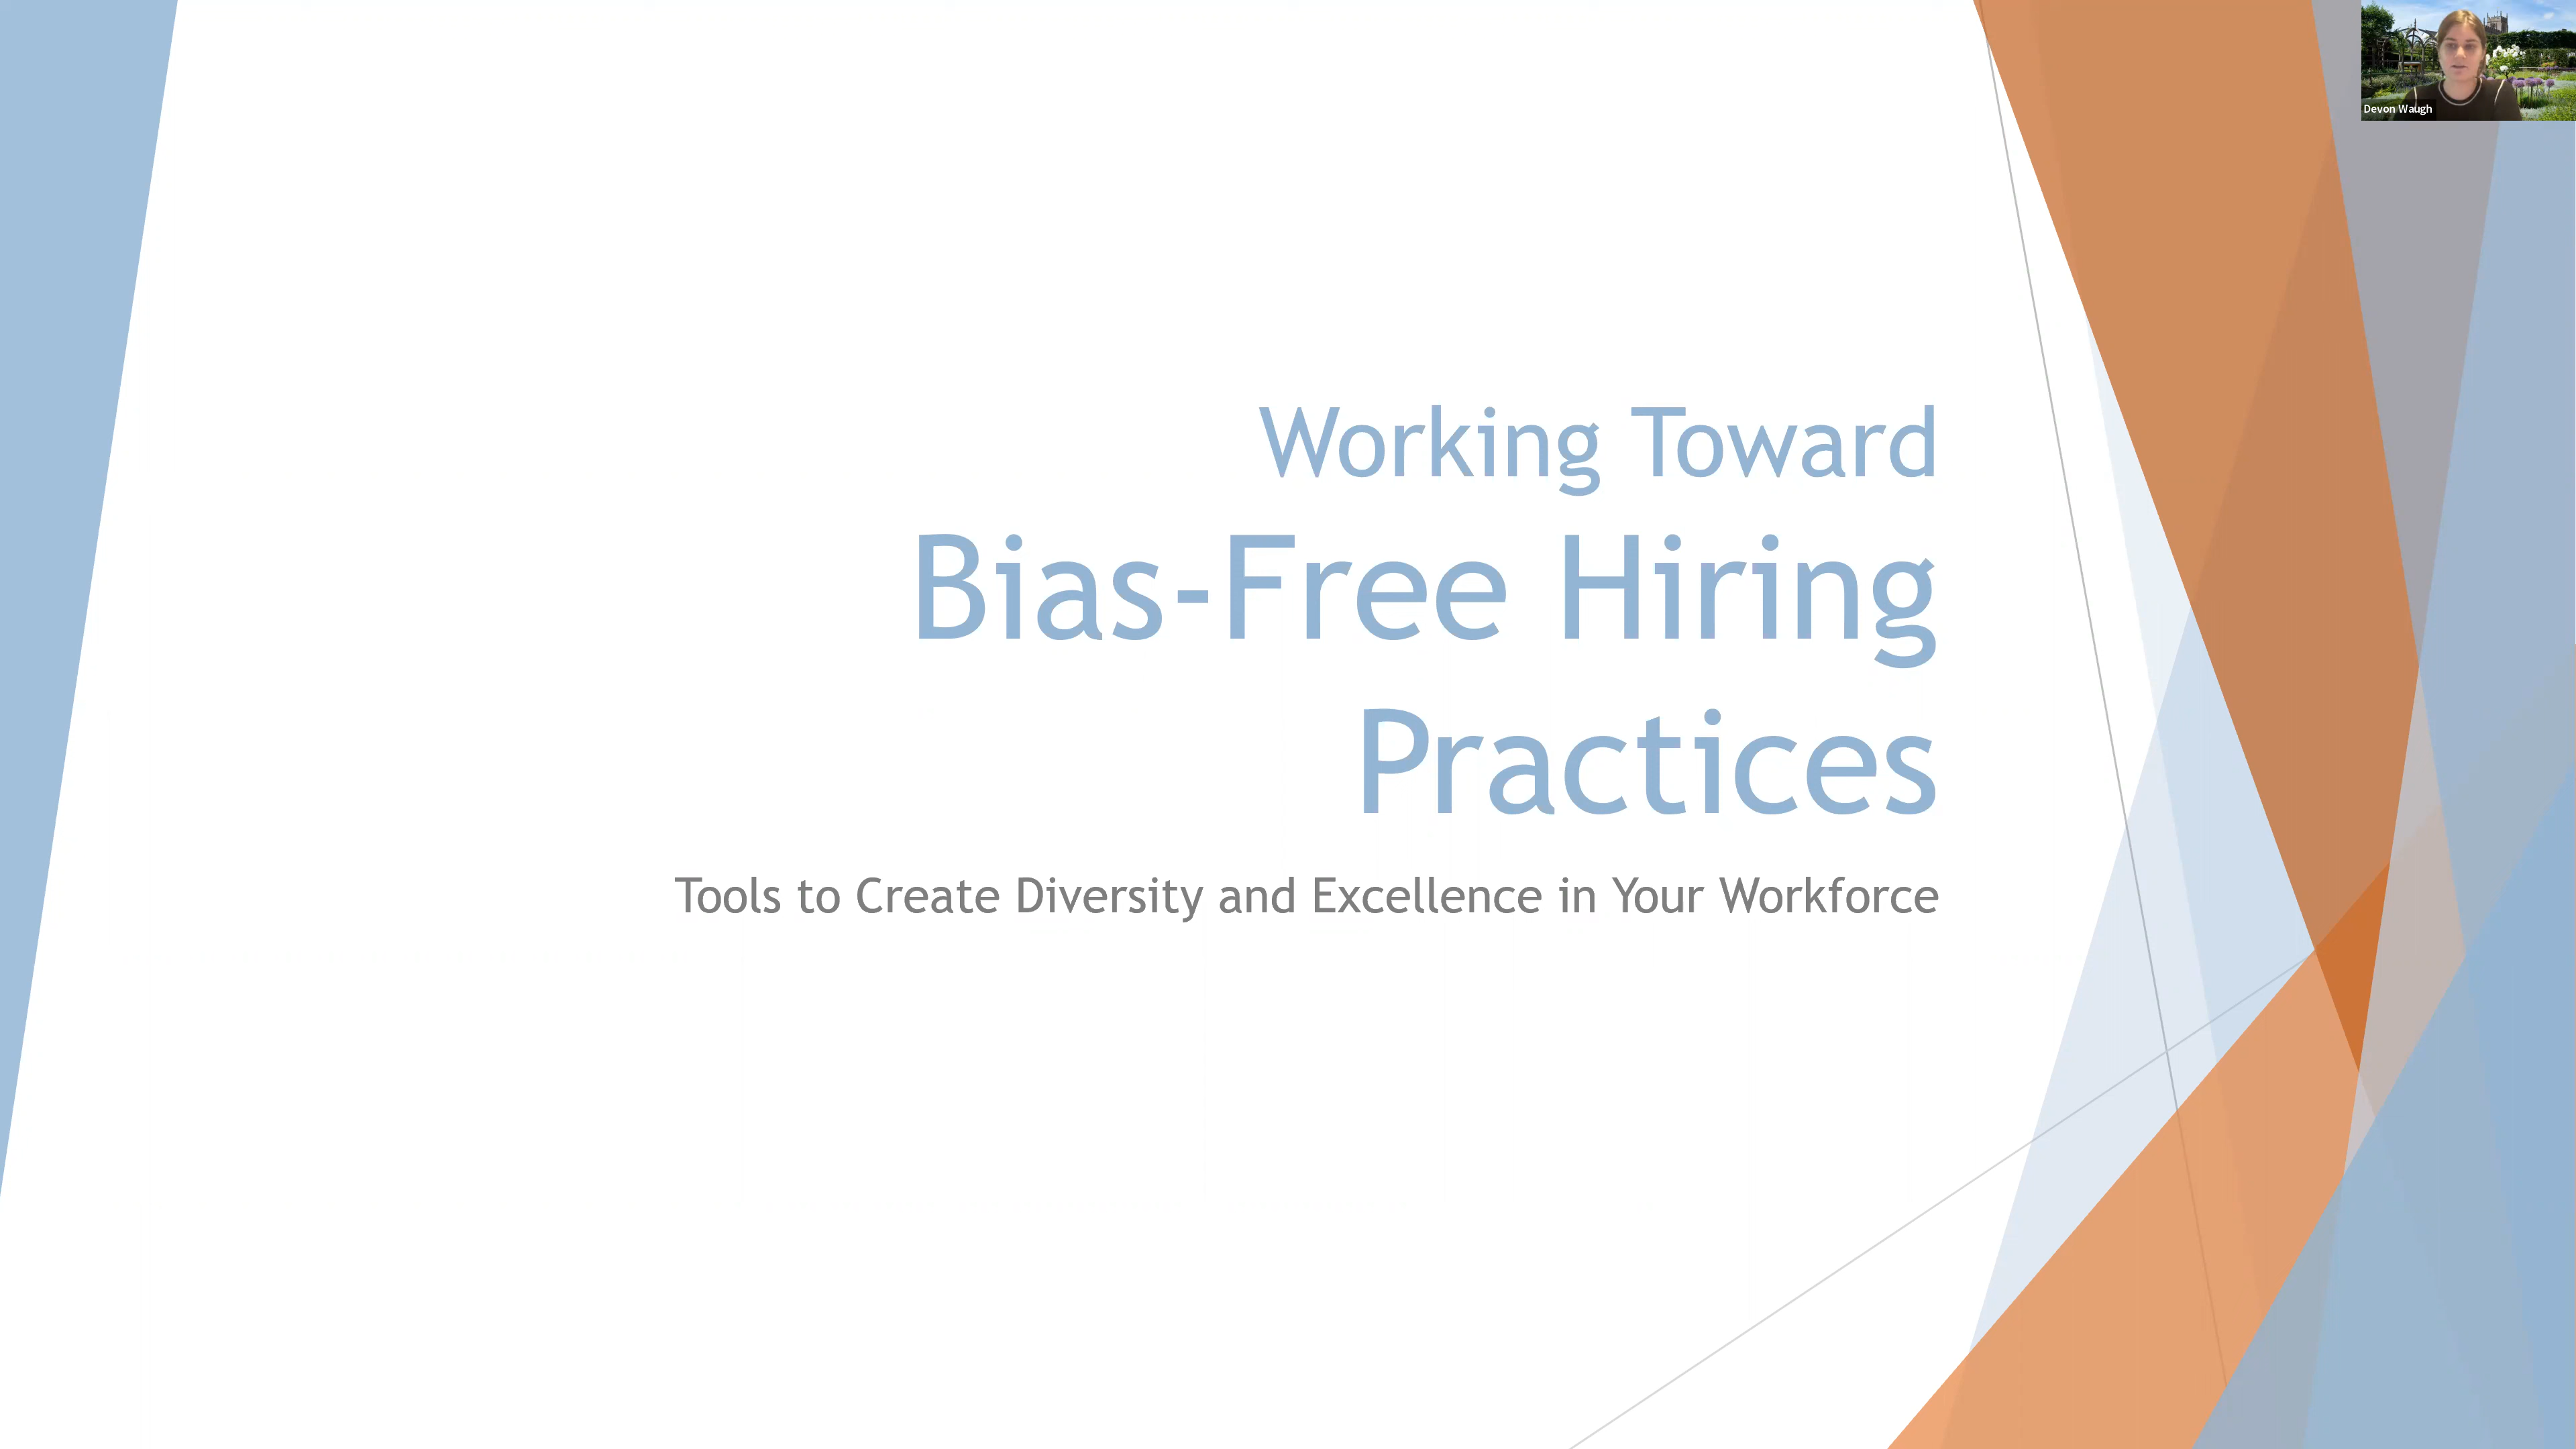 Devon Waugh
Working Toward
Bias-Free Hiring
Practices
Tools to Create Diversity and Excellence in Your Workforce